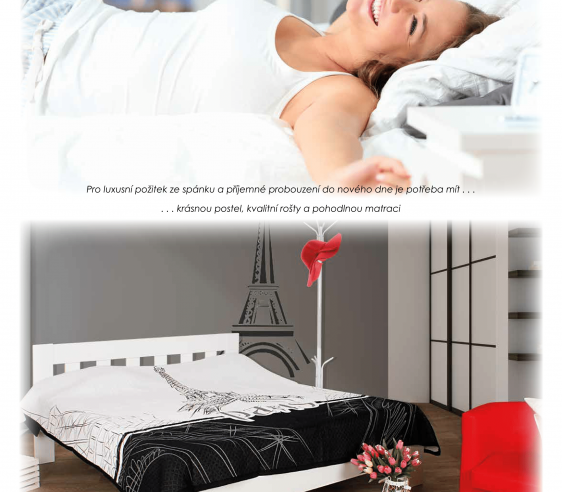 Pro luxusní požitek ze spánku a příjemné probouzení do nového dne je potřeba mít . . .
. . . krásnou postel, kvalitní rošty a pohodlnou matraci